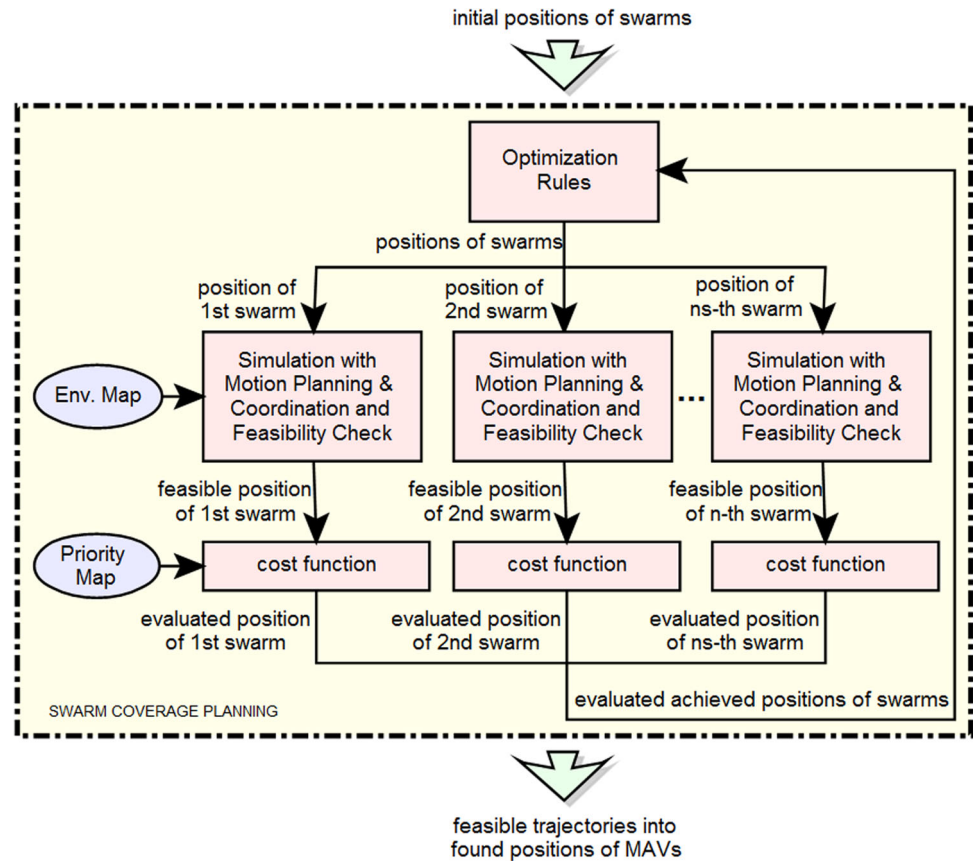 initial positions of swarms
Optimization
Rules
positions of swarms
position of
1st swarm
position of
2nd swarm
position of
ns-th swarm
Env. Map
Simulation with
Motion Planning &
Coordination and
Feasibility Check
Simulation with
Motion Planning &
Coordination and
Feasibility Check
...
Simulation with
Motion Planning &
Coordination and
Feasibility Check
feasible position
of 1st swarm
feasible position
of 2nd swarm
feasible position
of n-th swarm
Priority
Map
cost function
cost function
cost function
evaluated position
of 1st swarm
evaluated position
of 2nd swarm
evaluated position
of ns-th swarm
evaluated achieved positions of swarms
SWARM COVERAGE PLANNING
feasible trajectories into
found positions of MAVs